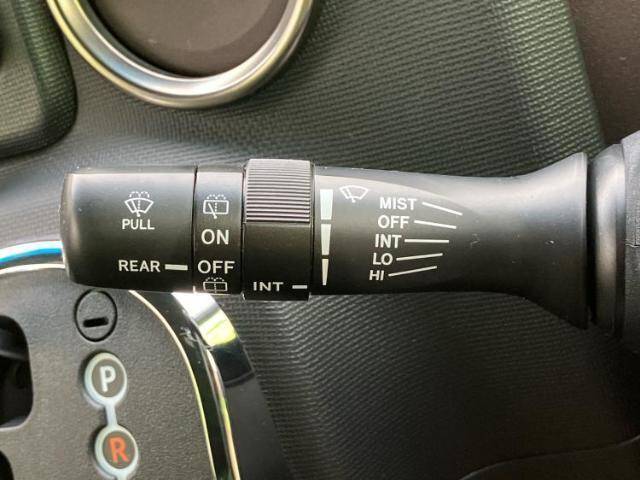 PULL
REAR
ON
OFF
INT
MIST
OFF
INT
LO
HI
P
R